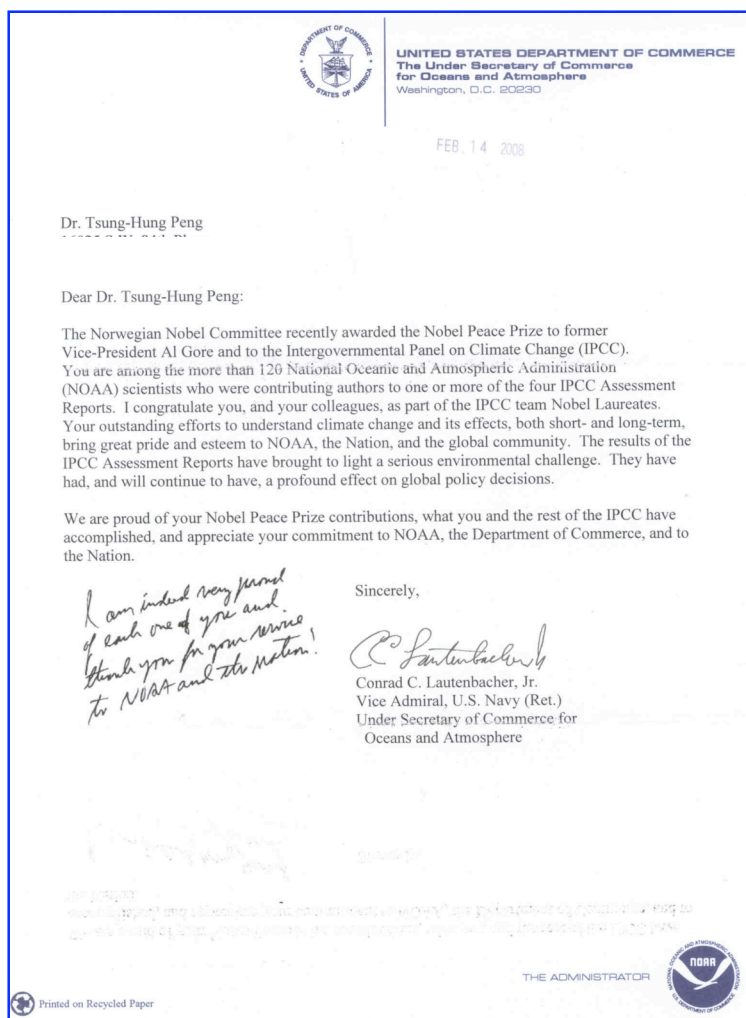 DEPARTMENT OF COMMERCE
UNITED STATES OF AMERICA
UNITED STATES DEPARTMENT OF COMMERCE
The Under Secretary of Commerce
for Oceans and Atmosphere
Washington, D.C. 20230
FEB 14 2008
Dr. Tsung-Hung Peng
Dear Dr. Tsung-Hung Peng:
The Norwegian Nobel Committee recently awarded the Nobel Peace Prize to former
Vice-President Al Gore and to the Intergovernmental Panel on Climate Change (IPCC).
You are among the more than 120 National Oceanic and Atmospheric Administration
(NOAA) scientists who were contributing authors to one or more of the four IPCC Assessment
Reports. I congratulate you, and your colleagues, as part of the IPCC team Nobel Laureates.
Your outstanding efforts to understand climate change and its effects, both short- and long-term,
bring great pride and esteem to NOAA, the Nation, and the global community. The results of the
IPCC Assessment Reports have brought to light a serious environmental challenge. They have
had, and will continue to have, a profound effect on global policy decisions.
We are proud of your Nobel Peace Prize contributions, what you and the rest of the IPCC have
accomplished, and appreciate your commitment to NOAA, the Department of Commerce, and to
the Nation.
I am indeed very proud
of each one of you and
thank you for your service
to NOAA and the Nation!
Sincerely,
CC Lautenbacher Jr
Conrad C. Lautenbacher, Jr.
Vice Admiral, U.S. Navy (Ret.)
Under Secretary of Commerce for
Oceans and Atmosphere
THE ADMINISTRATOR
NATIONAL OCEANIC AND ATMOSPHERIC ADMINISTRATION
NOAA
U.S. DEPARTMENT OF COMMERCE
Printed on Recycled Paper